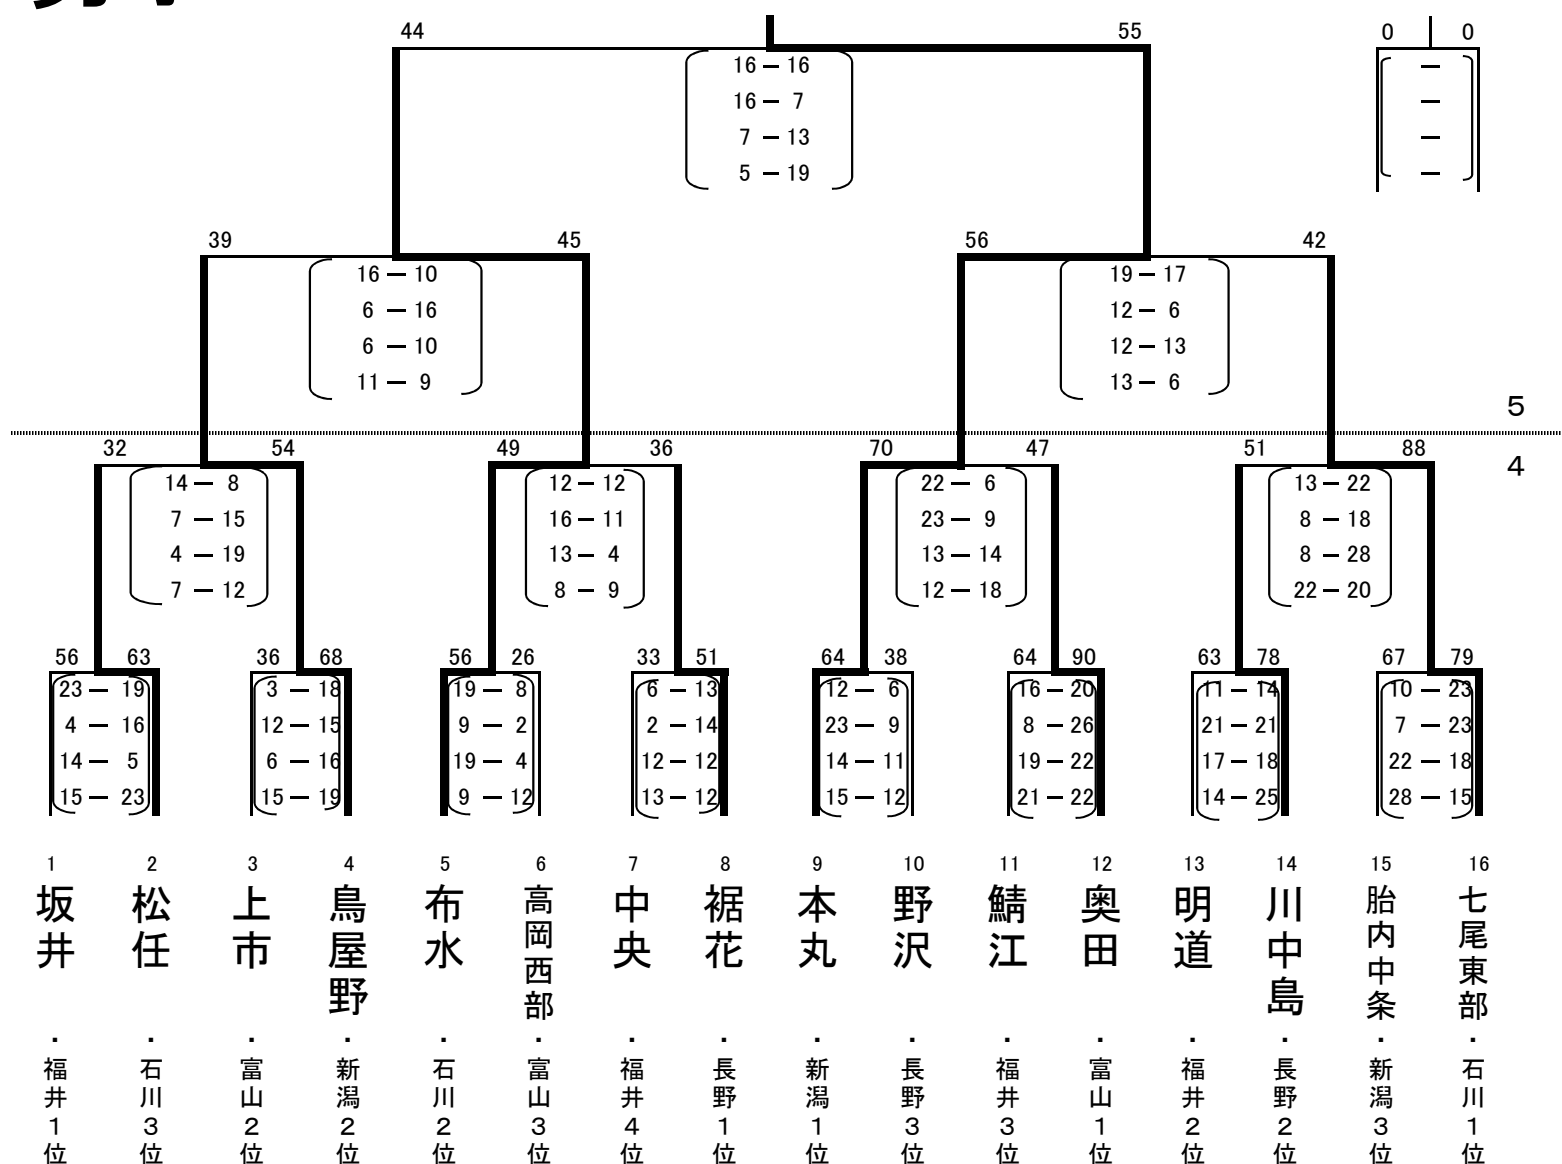 44 55 0 0
16 — 16 —
16 — 7 —
7 — 13 —
5 — 19 —
39 45 56 42
16 — 10 19 — 17
6 — 16 12 — 6
6 — 10 12 — 13
11 — 9 13 — 6
5
32 54 49 36 70 47 51 88
4
14 — 8 12 — 12 22 — 6 13 — 22
7 — 15 16 — 11 23 — 9 8 — 18
4 — 19 13 — 4 13 — 14 8 — 28
7 — 12 8 — 9 12 — 18 22 — 20
56 63 36 68 56 26 33 51 64 38 64 90 63 78 67 79
23 — 19 3 — 18 19 — 8 6 — 13 12 — 6 16 — 20 11 — 14 10 — 23
4 — 16 12 — 15 9 — 2 2 — 14 23 — 9 8 — 26 21 — 21 7 — 23
14 — 5 6 — 16 19 — 4 12 — 12 14 — 11 19 — 22 17 — 18 22 — 18
15 — 23 15 — 19 9 — 12 13 — 12 15 — 12 21 — 22 14 — 25 28 — 15
1 2 3 4 5 6 7 8 9 10 11 12 13 14 15 16
坂井・福井1位
松任・石川3位
上市・富山2位
鳥屋野・新潟2位
布水・石川2位
高岡西部・富山3位
中央・福井4位
裾花・長野1位
本丸・新潟1位
野沢・長野3位
鯖江・福井3位
奥田・富山1位
明道・福井2位
川中島・長野2位
胎内中条・新潟3位
七尾東部・石川1位